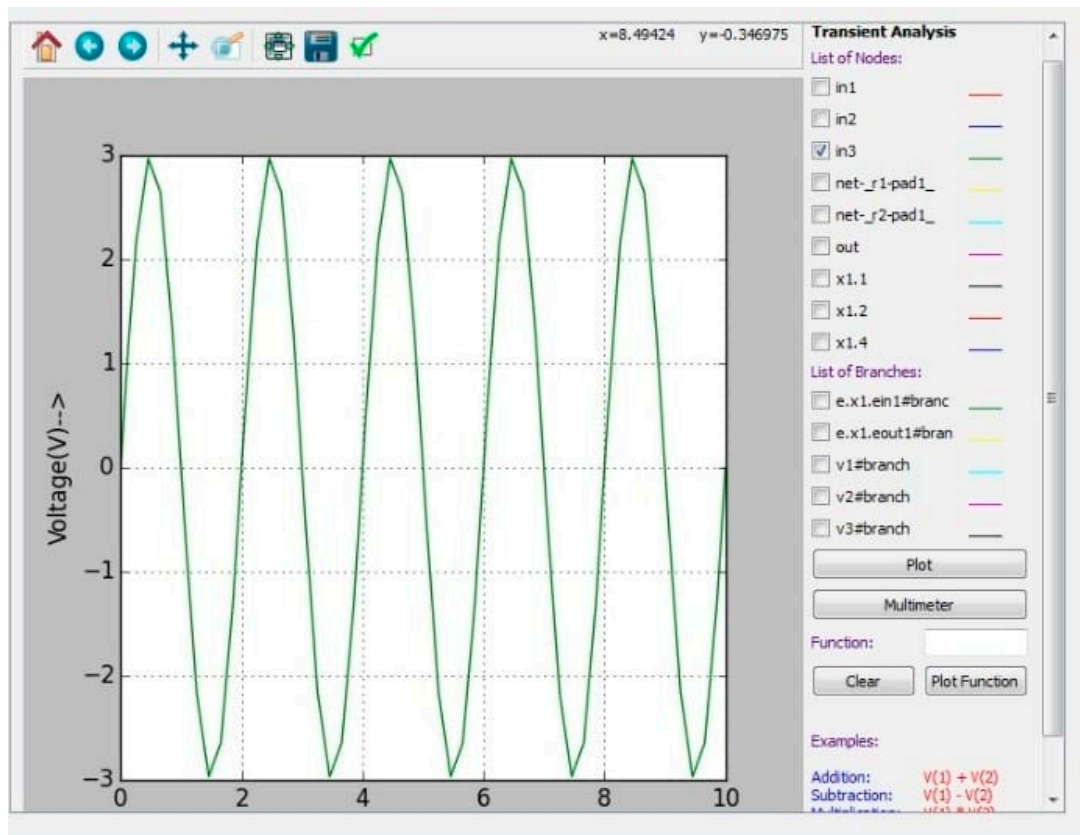 x=8.49424 y=-0.346975
Transient Analysis
List of Nodes:
in1
in2
in3
net-_r1-pad1_
net-_r2-pad1_
out
x1.1
x1.2
x1.4
List of Branches:
e.x1.ein1#branc
e.x1.eout1#bran
v1#branch
v2#branch
v3#branch
Plot
Multimeter
Function:
Clear Plot Function
Examples:
Addition: V(1) + V(2)
Subtraction: V(1) - V(2)
Voltage(V)-->
3
2
1
0
−1
−2
−3
0 2 4 6 8 10